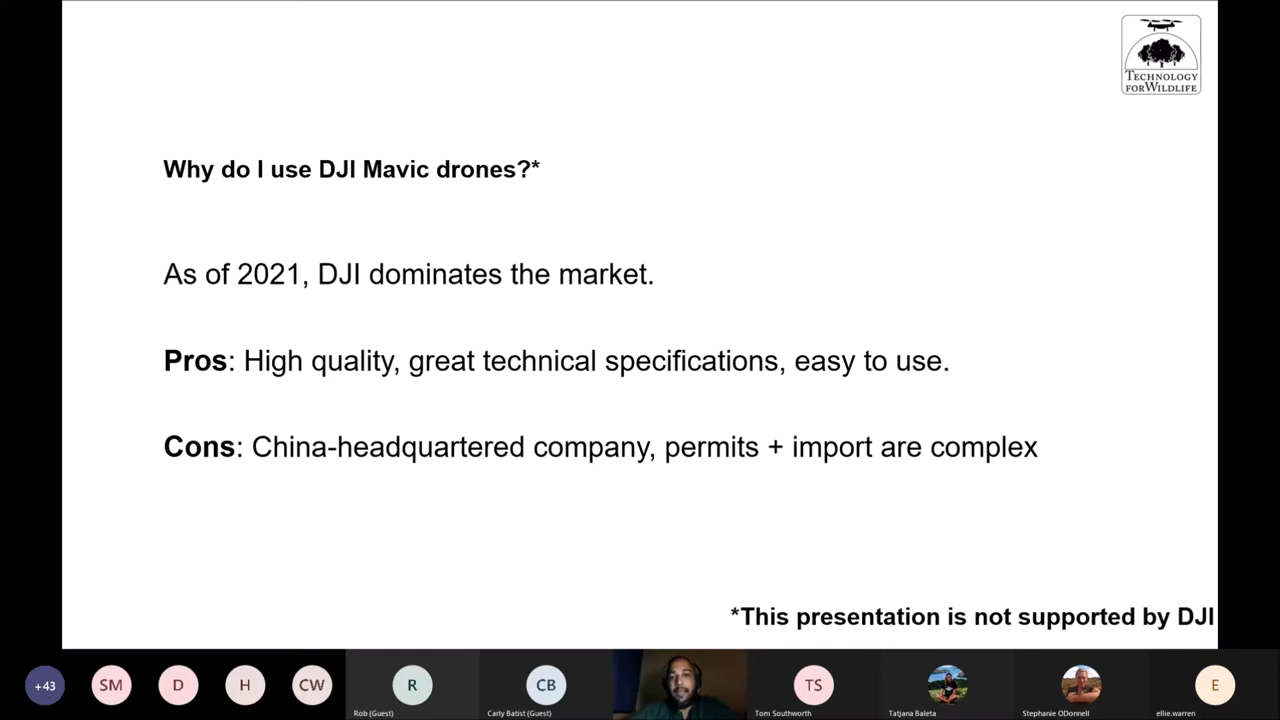 TECHNOLOGY
FORWILDLIFE
Why do I use DJI Mavic drones?*
As of 2021, DJI dominates the market.
Pros: High quality, great technical specifications, easy to use.
Cons: China-headquartered company, permits + import are complex
*This presentation is not supported by DJI
+43
SM
D
H
CW
R
CB
TS
E
Rob (Guest)
Carly Batist (Guest)
Tom Southworth
Tatjana Baleta
Stephanie ODonnell
ellie.warren